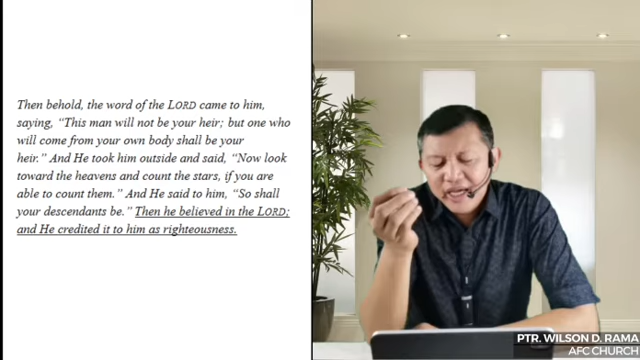 Then behold, the word of the LORD came to him,
saying, “This man will not be your heir; but one who
will come from your own body shall be your
heir.” And He took him outside and said, “Now look
toward the heavens and count the stars, if you are
able to count them.” And He said to him, “So shall
your descendants be.” Then he believed in the LORD;
and He credited it to him as righteousness.
PTR. WILSON D. RAMA
AFC CHURCH